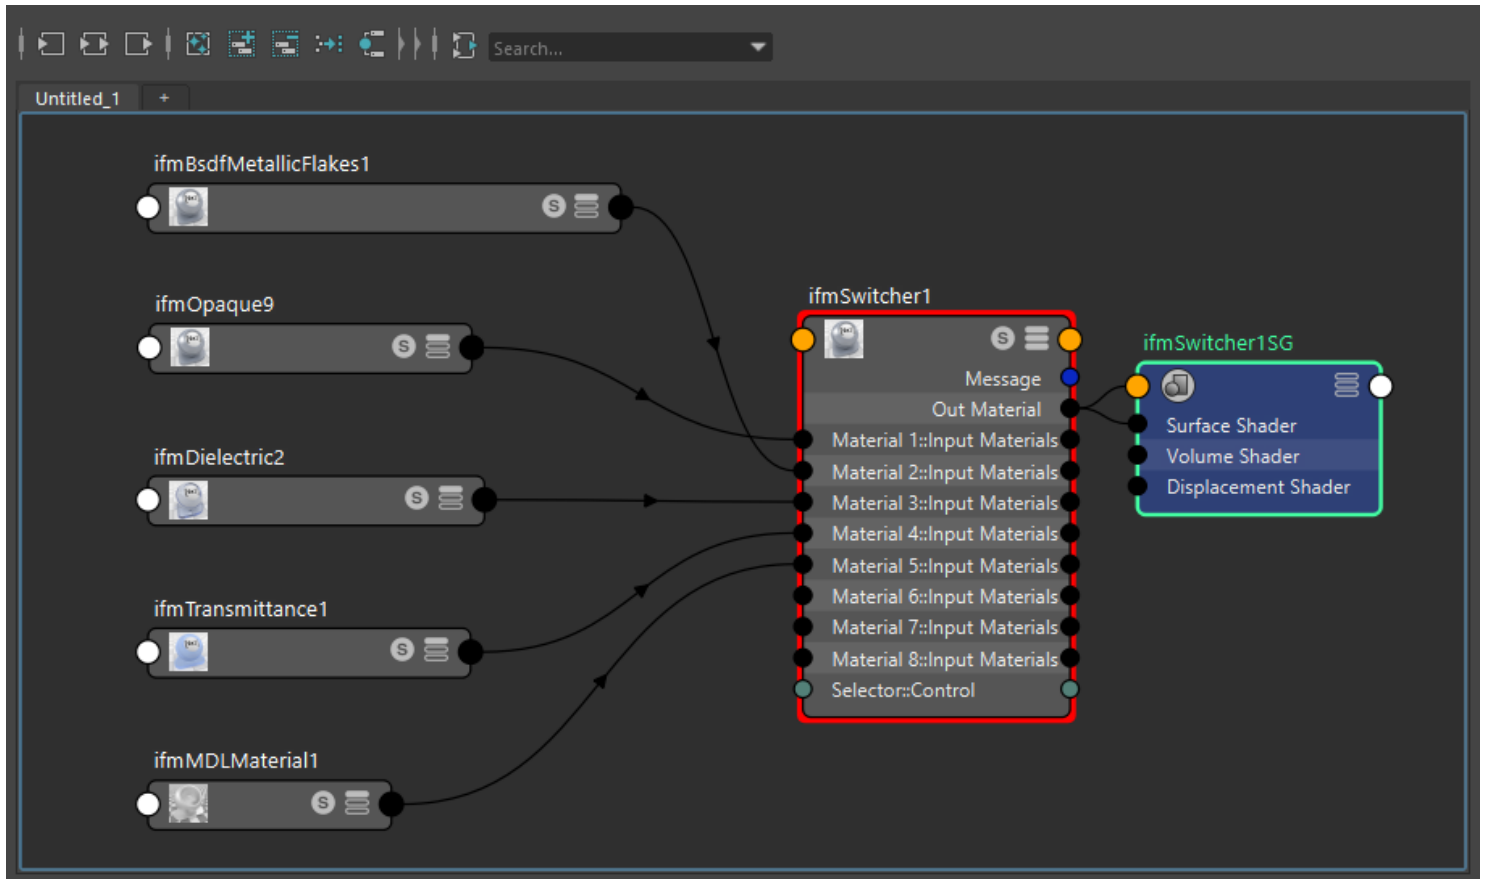 Search...
Untitled_1
+
ifmBsdfMetallicFlakes1
S
ifmOpaque9
S
ifmDielectric2
S
ifmTransmittance1
S
ifmMDLMaterial1
S
ifmSwitcher1
S
Message
Out Material
Material 1::Input Materials
Material 2::Input Materials
Material 3::Input Materials
Material 4::Input Materials
Material 5::Input Materials
Material 6::Input Materials
Material 7::Input Materials
Material 8::Input Materials
Selector::Control
ifmSwitcher1SG
Surface Shader
Volume Shader
Displacement Shader